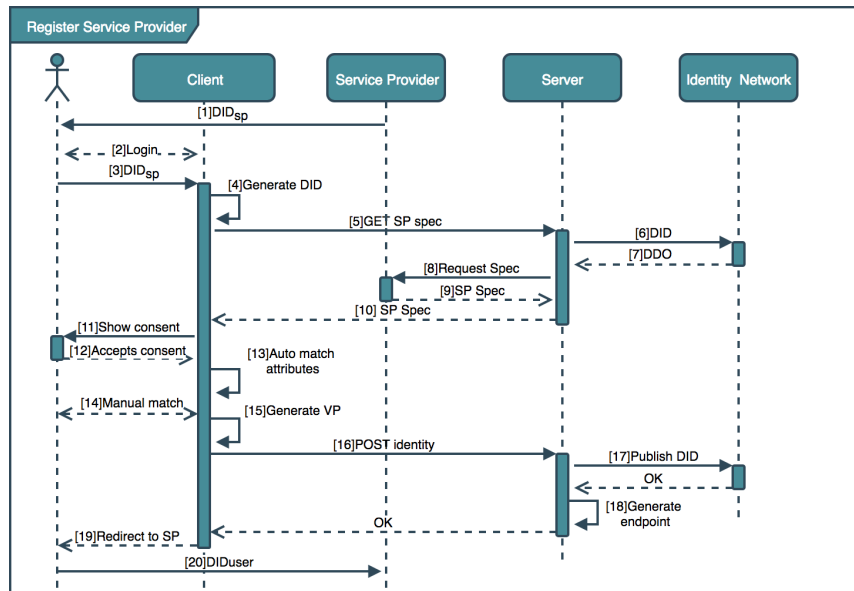 Register Service Provider
Client
Service Provider
Server
Identity Network
[1]DIDsp
[2]Login
[3]DIDsp
[4]Generate DID
[5]GET SP spec
[6]DID
[7]DDO
[8]Request Spec
[9]SP Spec
[10] SP Spec
[11]Show consent
[12]Accepts consent
[13]Auto match
attributes
[14]Manual match
[15]Generate VP
[16]POST identity
[17]Publish DID
OK
[18]Generate
endpoint
OK
[19]Redirect to SP
[20]DIDuser